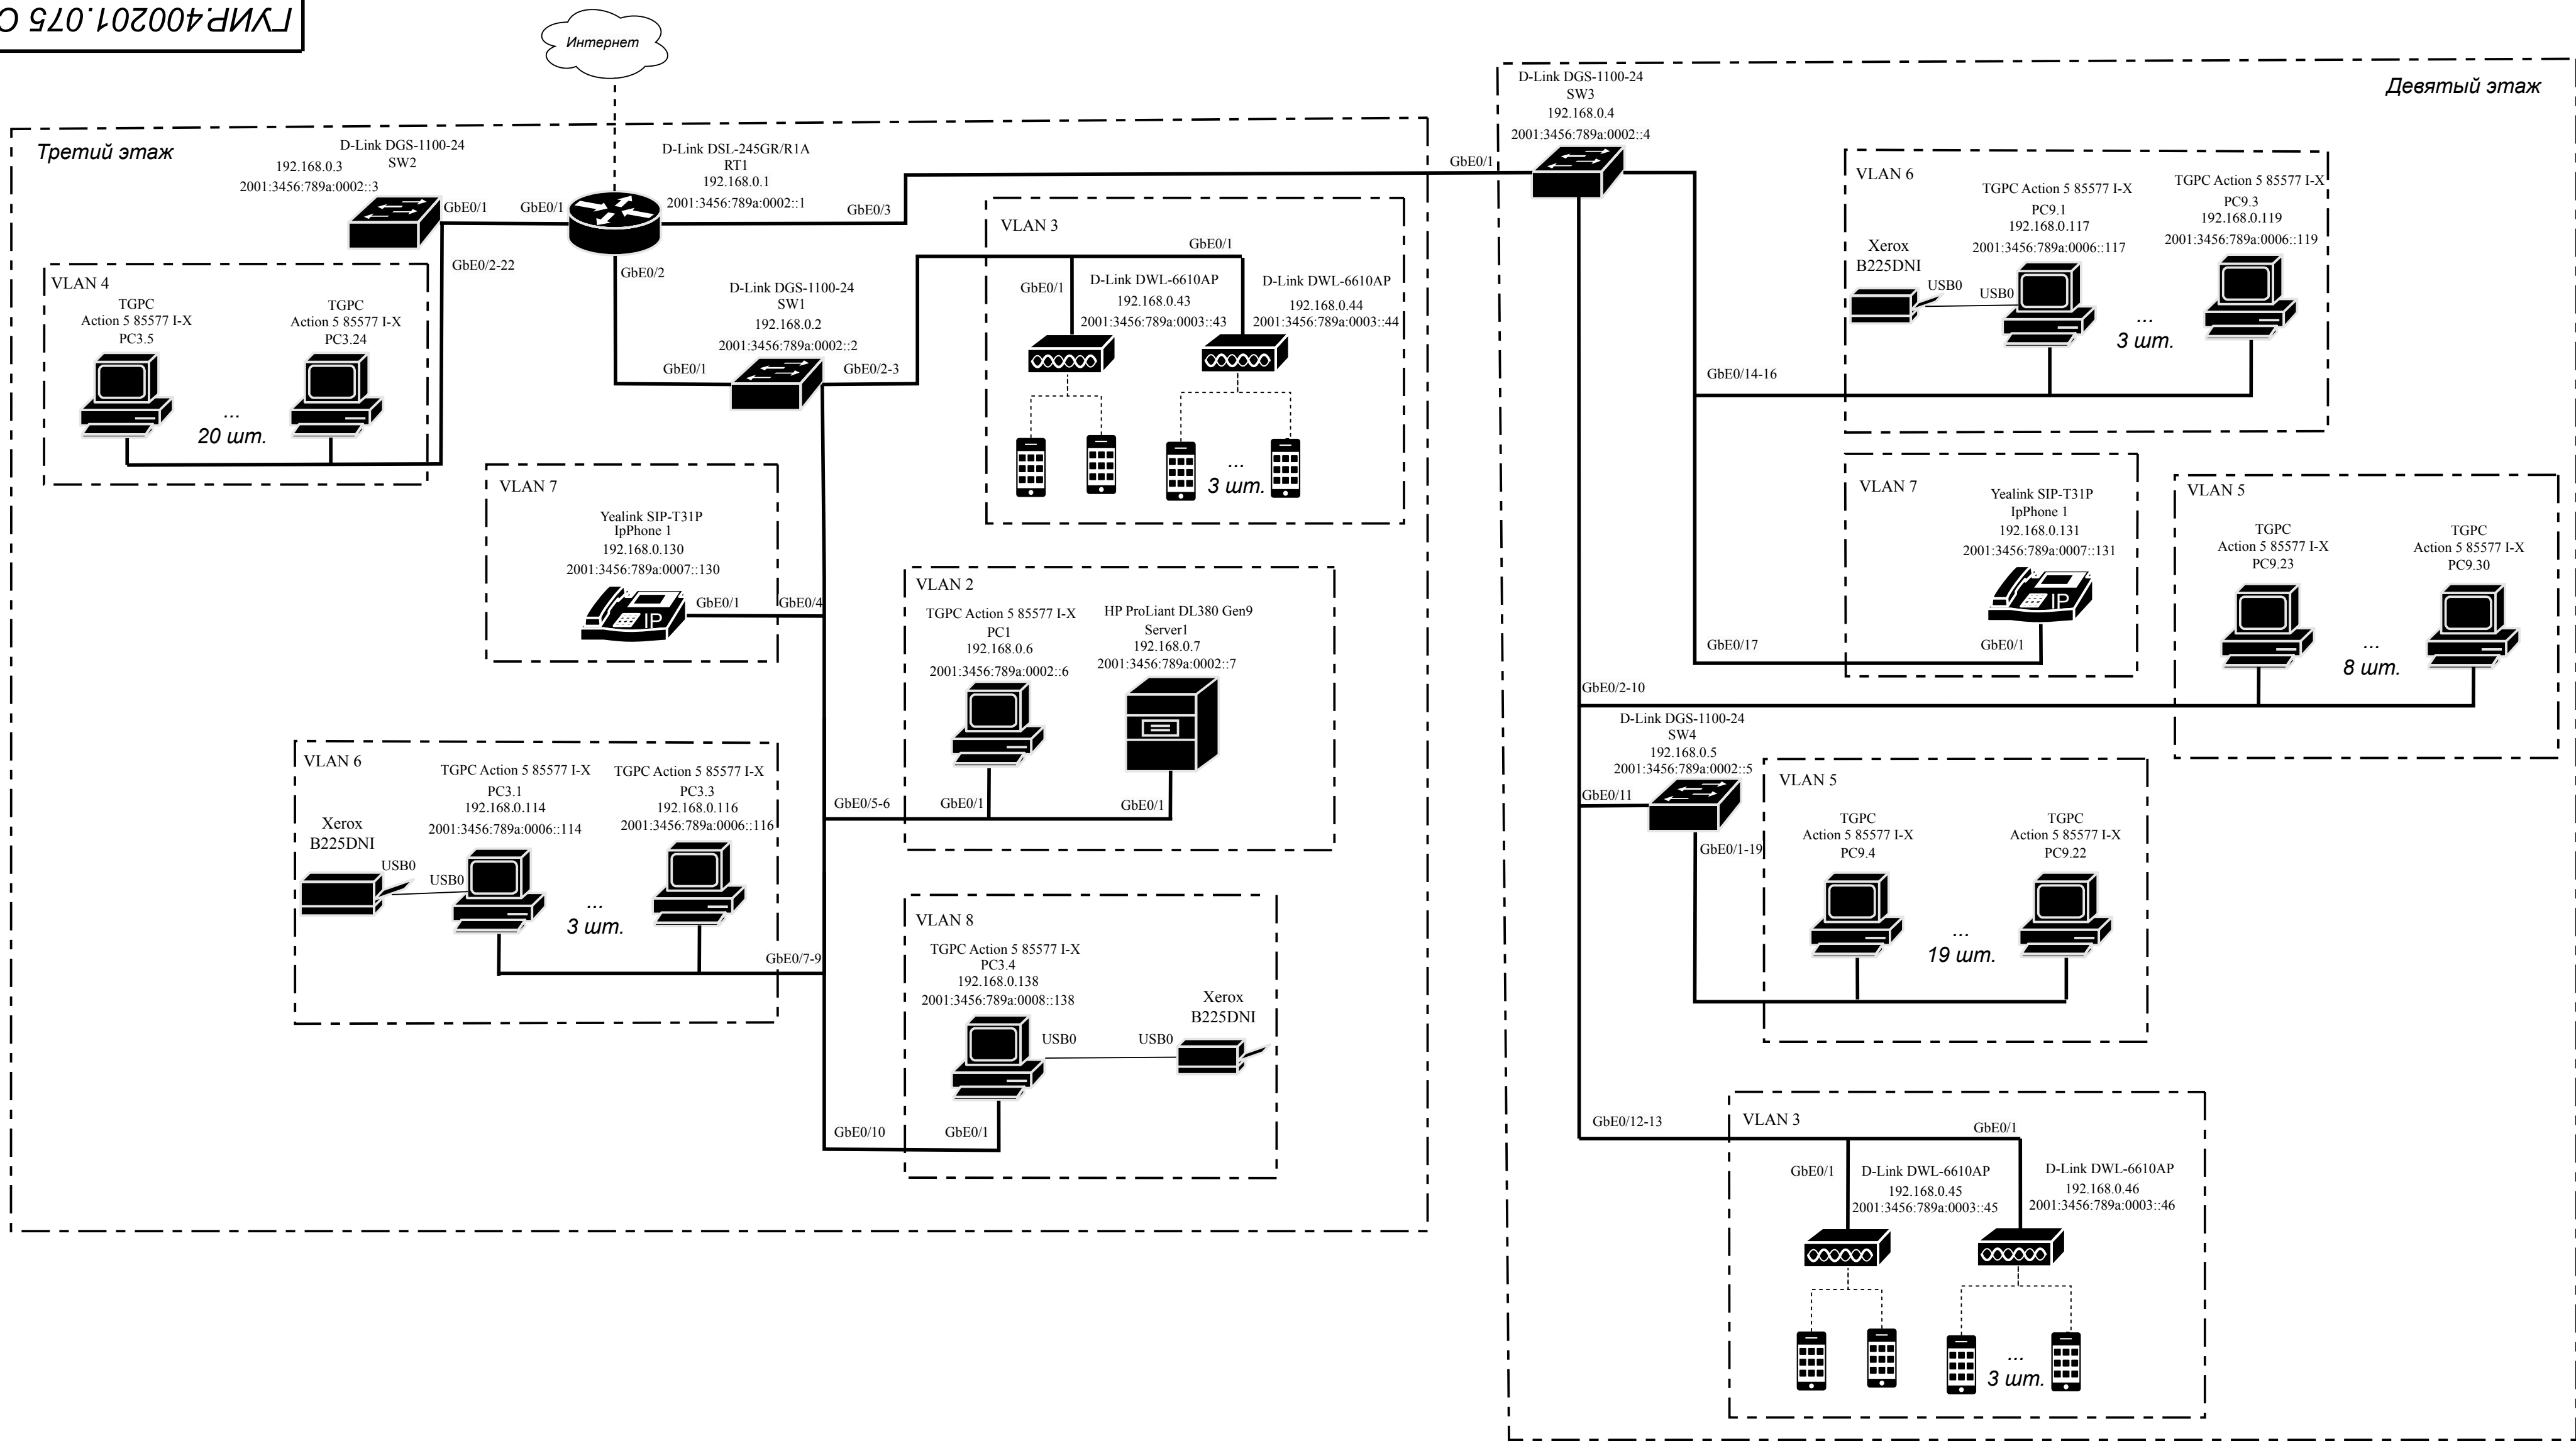 ГУИР.400201.075 С
Интернет
Третий этаж
D-Link DGS-1100-24
SW2
192.168.0.3
2001:3456:789a:0002::3
GbE0/1
GbE0/1
D-Link DSL-245GR/R1A
RT1
192.168.0.1
2001:3456:789a:0002::1
GbE0/3
GbE0/2
GbE0/2-22
VLAN 4
TGPC
Action 5 85577 I-X
PC3.5
TGPC
Action 5 85577 I-X
PC3.24
...
20 шт.
D-Link DGS-1100-24
SW1
192.168.0.2
2001:3456:789a:0002::2
GbE0/1
GbE0/2-3
VLAN 3
GbE0/1
GbE0/1
D-Link DWL-6610AP
192.168.0.43
2001:3456:789a:0003::43
D-Link DWL-6610AP
192.168.0.44
2001:3456:789a:0003::44
...
3 шт.
VLAN 7
Yealink SIP-T31P
IpPhone 1
192.168.0.130
2001:3456:789a:0007::130
IP
GbE0/1
GbE0/4
VLAN 2
TGPC Action 5 85577 I-X
PC1
192.168.0.6
2001:3456:789a:0002::6
HP ProLiant DL380 Gen9
Server1
192.168.0.7
2001:3456:789a:0002::7
GbE0/5-6
GbE0/1
GbE0/1
VLAN 6
TGPC Action 5 85577 I-X
PC3.1
192.168.0.114
2001:3456:789a:0006::114
TGPC Action 5 85577 I-X
PC3.3
192.168.0.116
2001:3456:789a:0006::116
Xerox
B225DNI
USB0
USB0
...
3 шт.
GbE0/7-9
VLAN 8
TGPC Action 5 85577 I-X
PC3.4
192.168.0.138
2001:3456:789a:0008::138
Xerox
B225DNI
USB0
USB0
GbE0/10
GbE0/1
Девятый этаж
D-Link DGS-1100-24
SW3
192.168.0.4
2001:3456:789a:0002::4
GbE0/1
VLAN 6
TGPC Action 5 85577 I-X
PC9.1
192.168.0.117
2001:3456:789a:0006::117
TGPC Action 5 85577 I-X
PC9.3
192.168.0.119
2001:3456:789a:0006::119
Xerox
B225DNI
USB0
USB0
...
3 шт.
GbE0/14-16
VLAN 7
Yealink SIP-T31P
IpPhone 1
192.168.0.131
2001:3456:789a:0007::131
IP
GbE0/17
GbE0/1
VLAN 5
TGPC
Action 5 85577 I-X
PC9.23
TGPC
Action 5 85577 I-X
PC9.30
...
8 шт.
GbE0/2-10
D-Link DGS-1100-24
SW4
192.168.0.5
2001:3456:789a:0002::5
GbE0/11
GbE0/1-19
VLAN 5
TGPC
Action 5 85577 I-X
PC9.4
TGPC
Action 5 85577 I-X
PC9.22
...
19 шт.
GbE0/12-13
VLAN 3
GbE0/1
GbE0/1
D-Link DWL-6610AP
192.168.0.45
2001:3456:789a:0003::45
D-Link DWL-6610AP
192.168.0.46
2001:3456:789a:0003::46
...
3 шт.